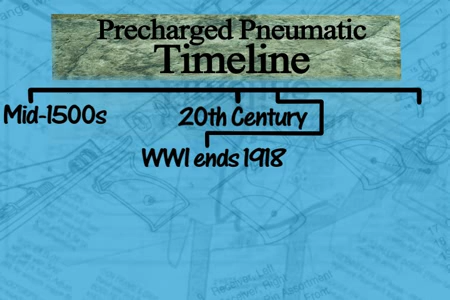 Precharged Pneumatic
Timeline
Mid-1500s
20th Century
WWI ends 1918